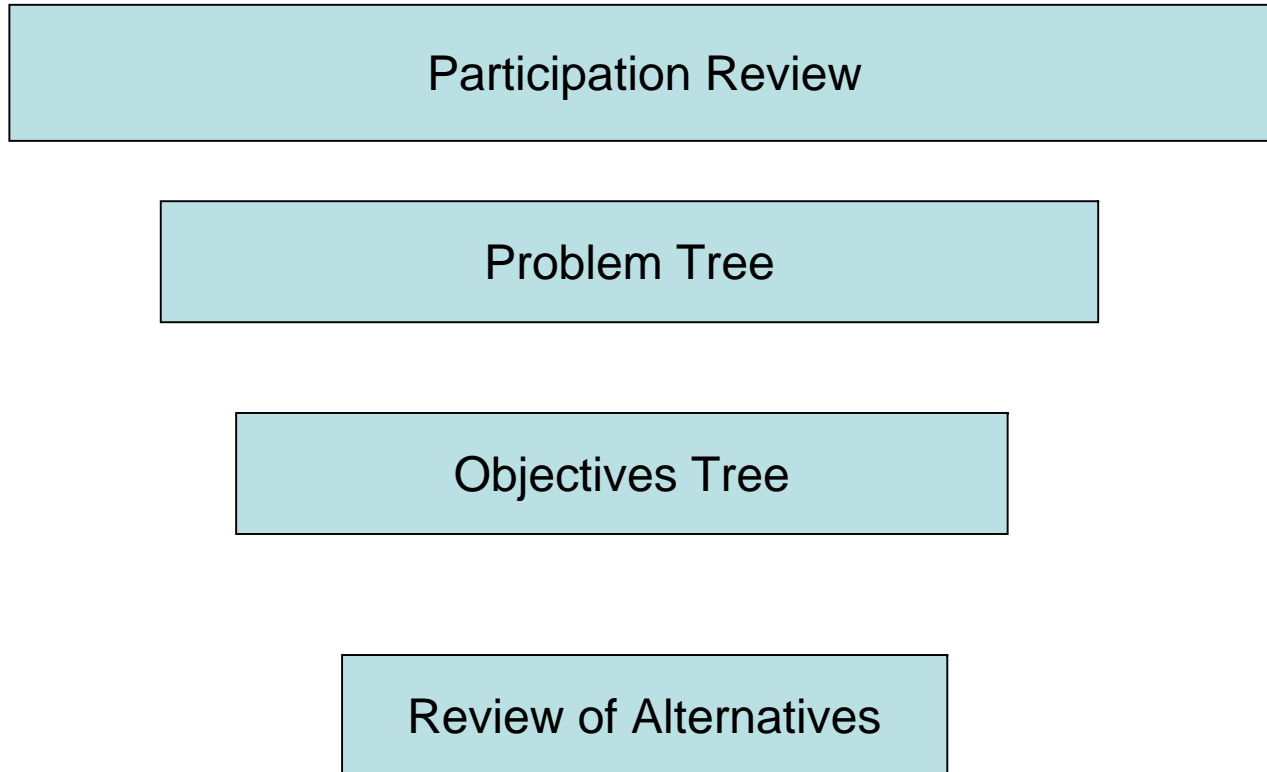 Participation Review
Problem Tree
Objectives Tree
Review of Alternatives